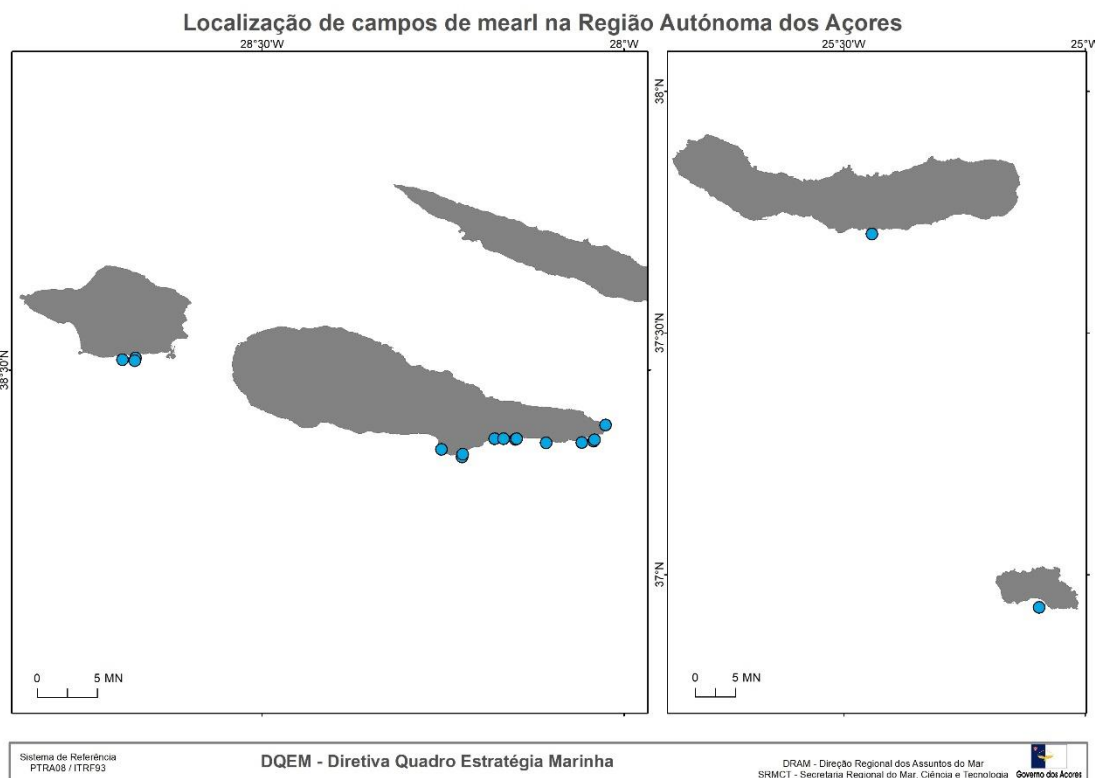 Localização de campos de mearl na Região Autónoma dos Açores
28°30'W
28°W
25°30'W
25°W
38°N
37°30'N
38°30'N
37°N
0 5 MN
0 5 MN
Sistema de Referência
PTRA08 / ITRF93
DQEM - Diretiva Quadro Estratégia Marinha
DRAM - Direção Regional dos Assuntos do Mar
SRMCT - Secretaria Regional do Mar, Ciência e Tecnologia
Governo dos Açores